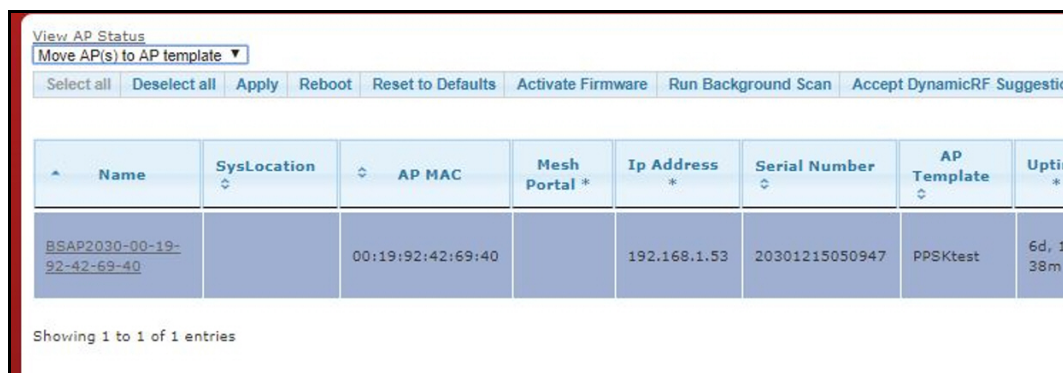 View AP Status
Move AP(s) to AP template
Select all Deselect all Apply Reboot Reset to Defaults Activate Firmware Run Background Scan Accept DynamicRF
Name SysLocation AP MAC Mesh Portal * Ip Address * Serial Number AP Template *
BSAP2030-00-19-
92-42-69-40
00:19:92:42:69:40 192.168.1.53 20301215050947 PPSKtest
6d,
38m
Showing 1 to 1 of 1 entries